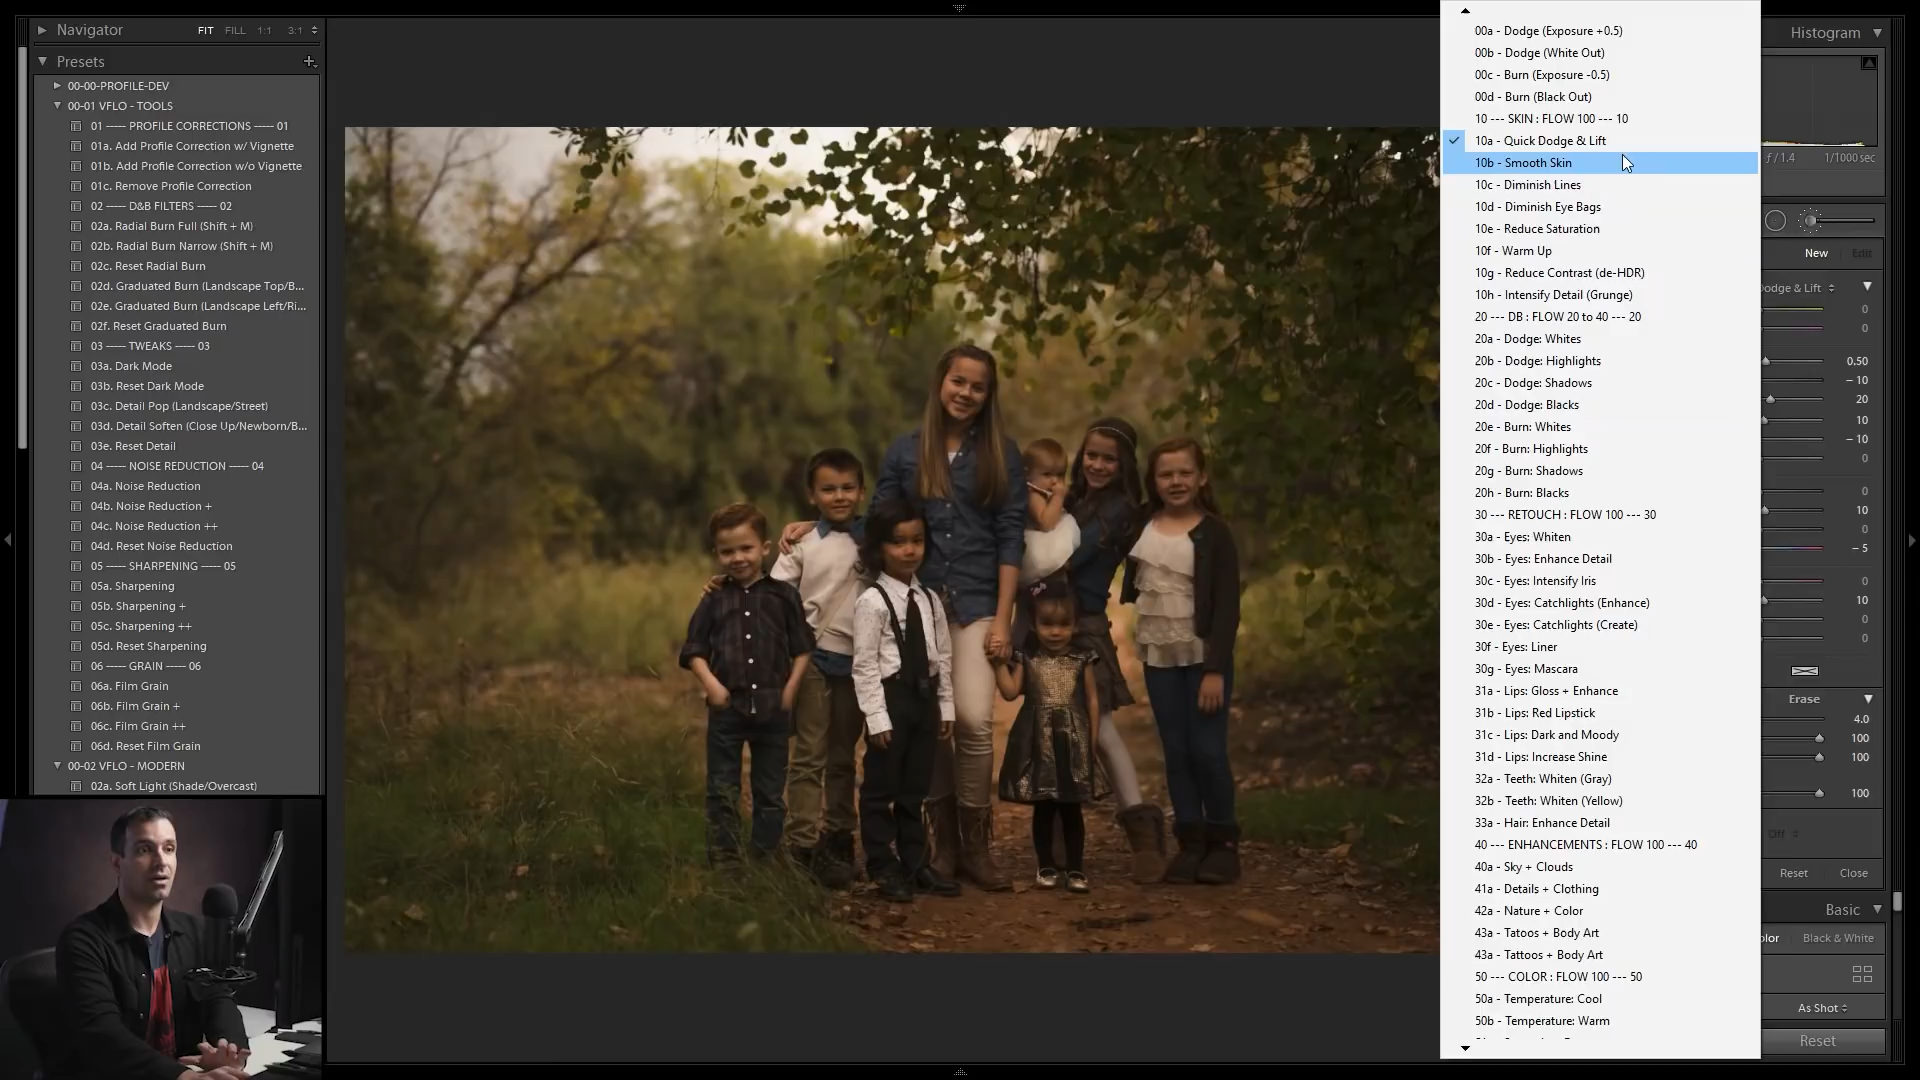 Navigator
FIT FILL 1:1 3:1
Presets
00-00-PROFILE-DEV
00-01 VFLO - TOOLS
01 ----- PROFILE CORRECTIONS ----- 01
01a. Add Profile Correction w/ Vignette
01b. Add Profile Correction w/o Vignette
01c. Remove Profile Correction
02 ----- D&B FILTERS ----- 02
02a. Radial Burn Full (Shift + M)
02b. Radial Burn Narrow (Shift + M)
02c. Reset Radial Burn
02d. Graduated Burn (Landscape Top/B...
02e. Graduated Burn (Landscape Left/Ri...
02f. Reset Graduated Burn
03 ----- TWEAKS ----- 03
03a. Dark Mode
03b. Reset Dark Mode
03c. Detail Pop (Landscape/Street)
03d. Detail Soften (Close Up/Newborn/B...
03e. Reset Detail
04 ----- NOISE REDUCTION ----- 04
04a. Noise Reduction
04b. Noise Reduction +
04c. Noise Reduction ++
04d. Reset Noise Reduction
05 ----- SHARPENING ----- 05
05a. Sharpening
05b. Sharpening +
05c. Sharpening ++
05d. Reset Sharpening
06 ----- GRAIN ----- 06
06a. Film Grain
06b. Film Grain +
06c. Film Grain ++
06d. Reset Film Grain
00-02 VFLO - MODERN
02a. Soft Light (Shade/Overcast)
00a - Dodge (Exposure +0.5)
00b - Dodge (White Out)
00c - Burn (Exposure -0.5)
00d - Burn (Black Out)
10 --- SKIN : FLOW 100 --- 10
10a - Quick Dodge & Lift
10b - Smooth Skin
10c - Diminish Lines
10d - Diminish Eye Bags
10e - Reduce Saturation
10f - Warm Up
10g - Reduce Contrast (de-HDR)
10h - Intensify Detail (Grunge)
20 --- DB : FLOW 20 to 40 --- 20
20a - Dodge: Whites
20b - Dodge: Highlights
20c - Dodge: Shadows
20d - Dodge: Blacks
20e - Burn: Whites
20f - Burn: Highlights
20g - Burn: Shadows
20h - Burn: Blacks
30 --- RETOUCH : FLOW 100 --- 30
30a - Eyes: Whiten
30b - Eyes: Enhance Detail
30c - Eyes: Intensify Iris
30d - Eyes: Catchlights (Enhance)
30e - Eyes: Catchlights (Create)
30f - Eyes: Liner
30g - Eyes: Mascara
31a - Lips: Gloss + Enhance
31b - Lips: Red Lipstick
31c - Lips: Dark and Moody
31d - Lips: Increase Shine
32a - Teeth: Whiten (Gray)
32b - Teeth: Whiten (Yellow)
33a - Hair: Enhance Detail
40 --- ENHANCEMENTS : FLOW 100 --- 40
40a - Sky + Clouds
41a - Details + Clothing
42a - Nature + Color
43a - Tatoos + Body Art
43a - Tattoos + Body Art
50 --- COLOR : FLOW 100 --- 50
50a - Temperature: Cool
50b - Temperature: Warm
Histogram
ƒ / 1.4 1/1000 sec
New Edit
Dodge & Lift
0
0
0.50
– 10
20
10
– 10
0
0
10
0
– 5
0
10
0
0
Erase
4.0
100
100
100
Off
Reset Close
Basic
olor Black & White
As Shot
Reset